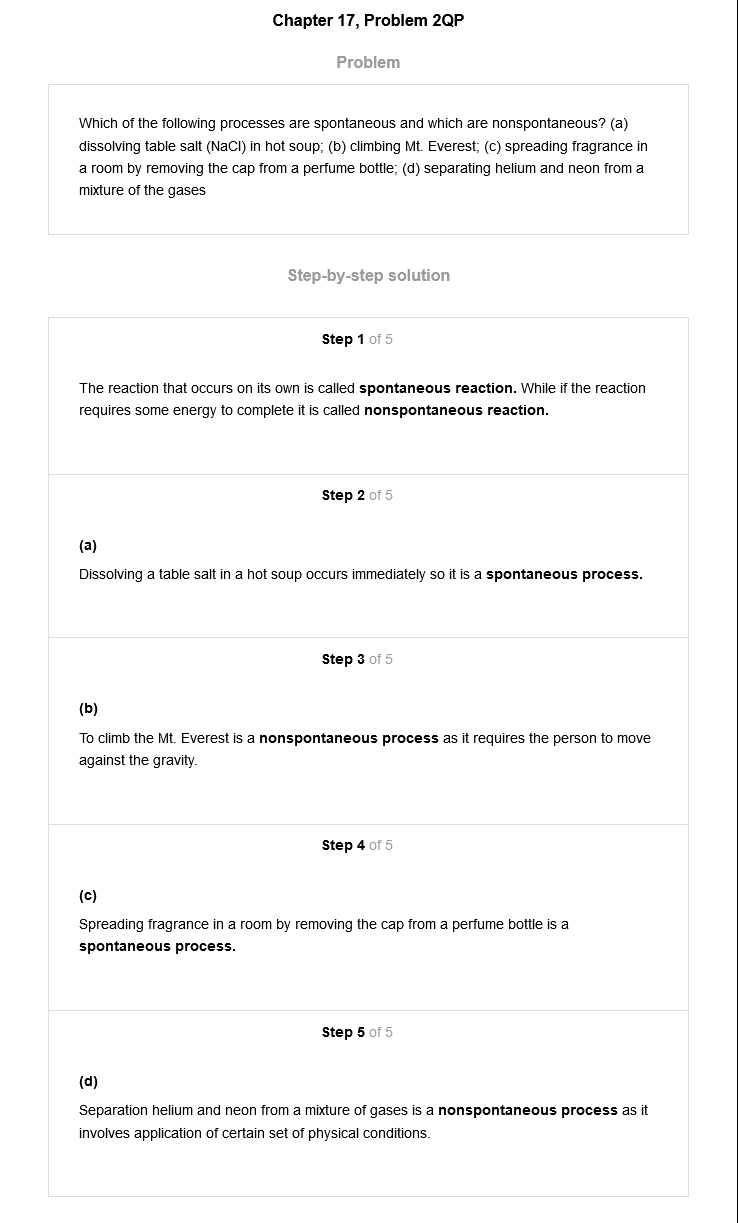 Chapter 17, Problem 2QP
Problem
Which of the following processes are spontaneous and which are nonspontaneous? (a)
dissolving table salt (NaCl) in hot soup; (b) climbing Mt. Everest; (c) spreading fragrance in
a room by removing the cap from a perfume bottle; (d) separating helium and neon from a
mixture of the gases
Step-by-step solution
Step 1 of 5
The reaction that occurs on its own is called spontaneous reaction. While if the reaction
requires some energy to complete it is called nonspontaneous reaction.
Step 2 of 5
(a)
Dissolving a table salt in a hot soup occurs immediately so it is a spontaneous process.
Step 3 of 5
(b)
To climb the Mt. Everest is a nonspontaneous process as it requires the person to move
against the gravity.
Step 4 of 5
(c)
Spreading fragrance in a room by removing the cap from a perfume bottle is a
spontaneous process.
Step 5 of 5
(d)
Separation helium and neon from a mixture of gases is a nonspontaneous process as it
involves application of certain set of physical conditions.